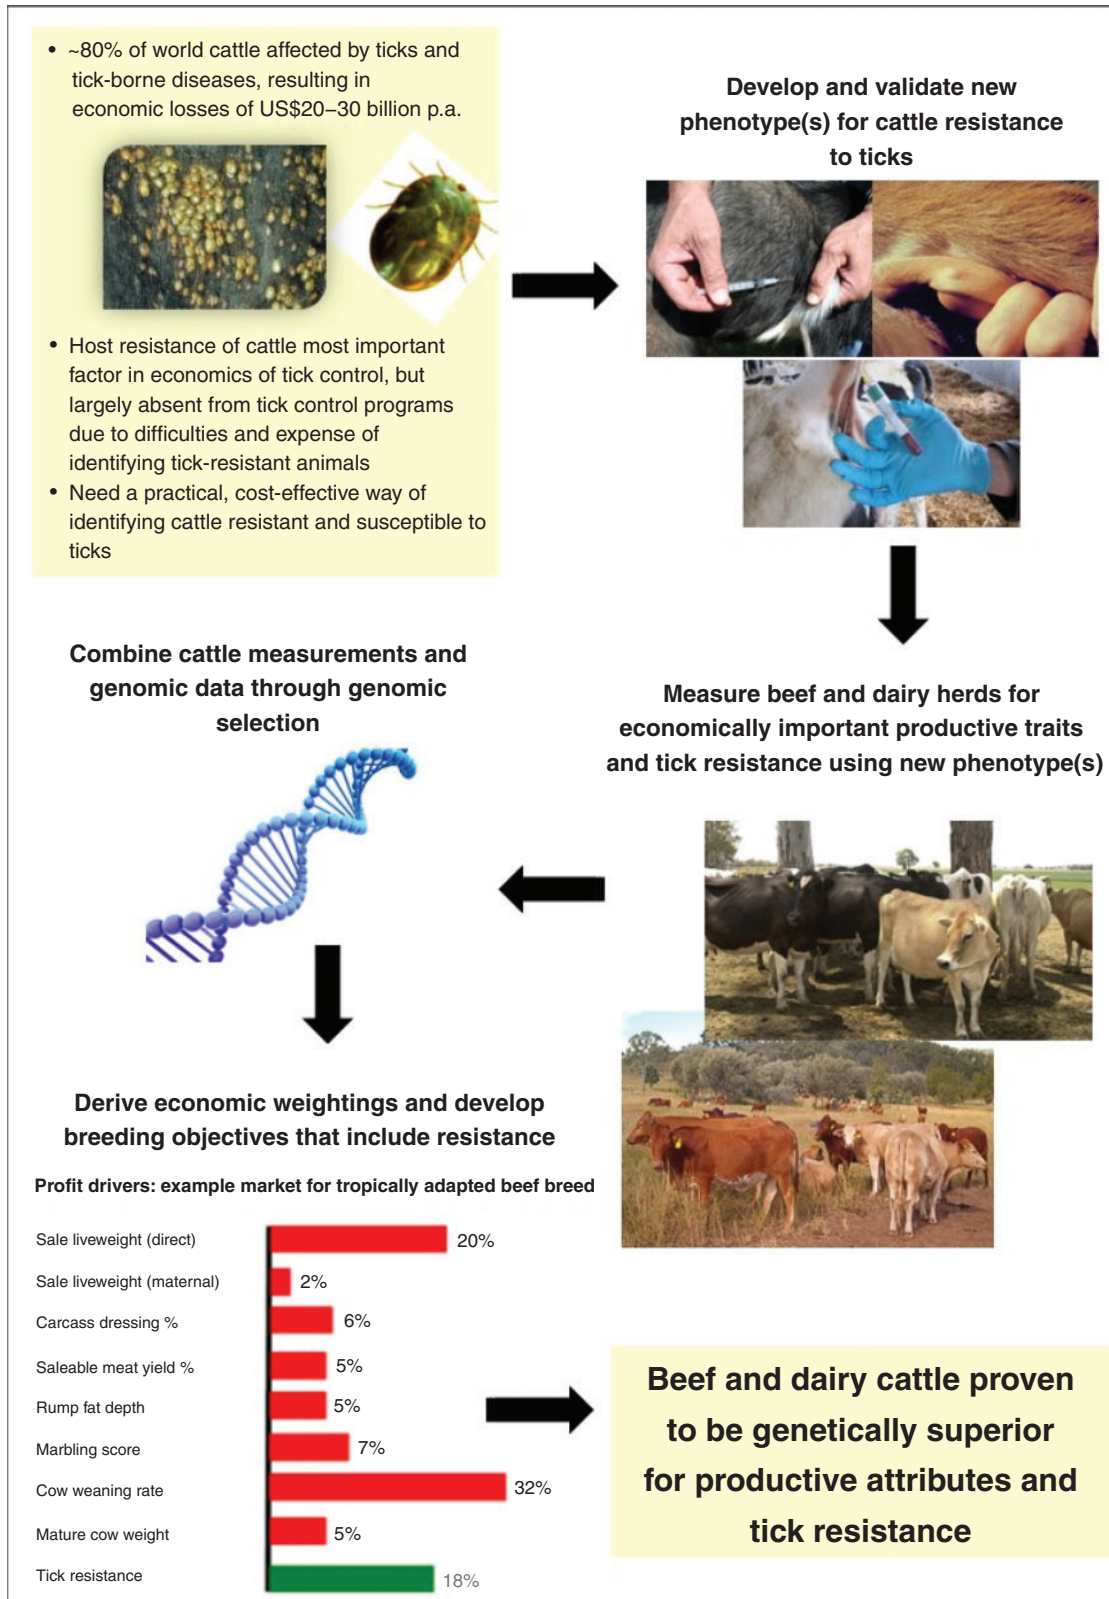 • ~80% of world cattle affected by ticks and
tick-borne diseases, resulting in
economic losses of US$20–30 billion p.a.
• Host resistance of cattle most important
factor in economics of tick control, but
largely absent from tick control programs
due to difficulties and expense of
identifying tick-resistant animals
• Need a practical, cost-effective way of
identifying cattle resistant and susceptible to
ticks
Develop and validate new
phenotype(s) for cattle resistance
to ticks
Measure beef and dairy herds for
economically important productive traits
and tick resistance using new phenotype(s)
Combine cattle measurements and
genomic data through genomic
selection
Derive economic weightings and develop
breeding objectives that include resistance
Profit drivers: example market for tropically adapted beef breed
Sale liveweight (direct) 20%
Sale liveweight (maternal) 2%
Carcass dressing % 6%
Saleable meat yield % 5%
Rump fat depth 5%
Marbling score 7%
Cow weaning rate 32%
Mature cow weight 5%
Tick resistance 18%
Beef and dairy cattle proven
to be genetically superior
for productive attributes and
tick resistance